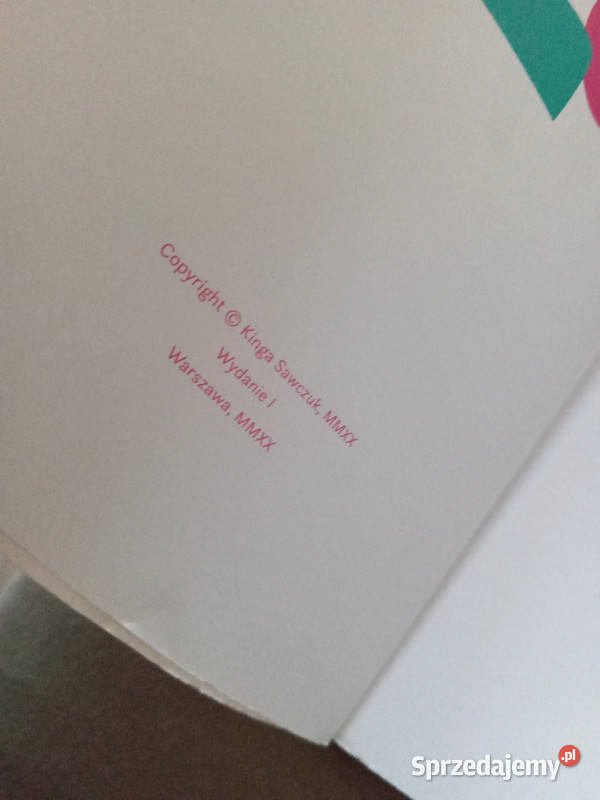 Copyright © Kinga Sawczuk, MMXX
Wydanie I
Warszawa, MMXX
Sprzedajemy.pl